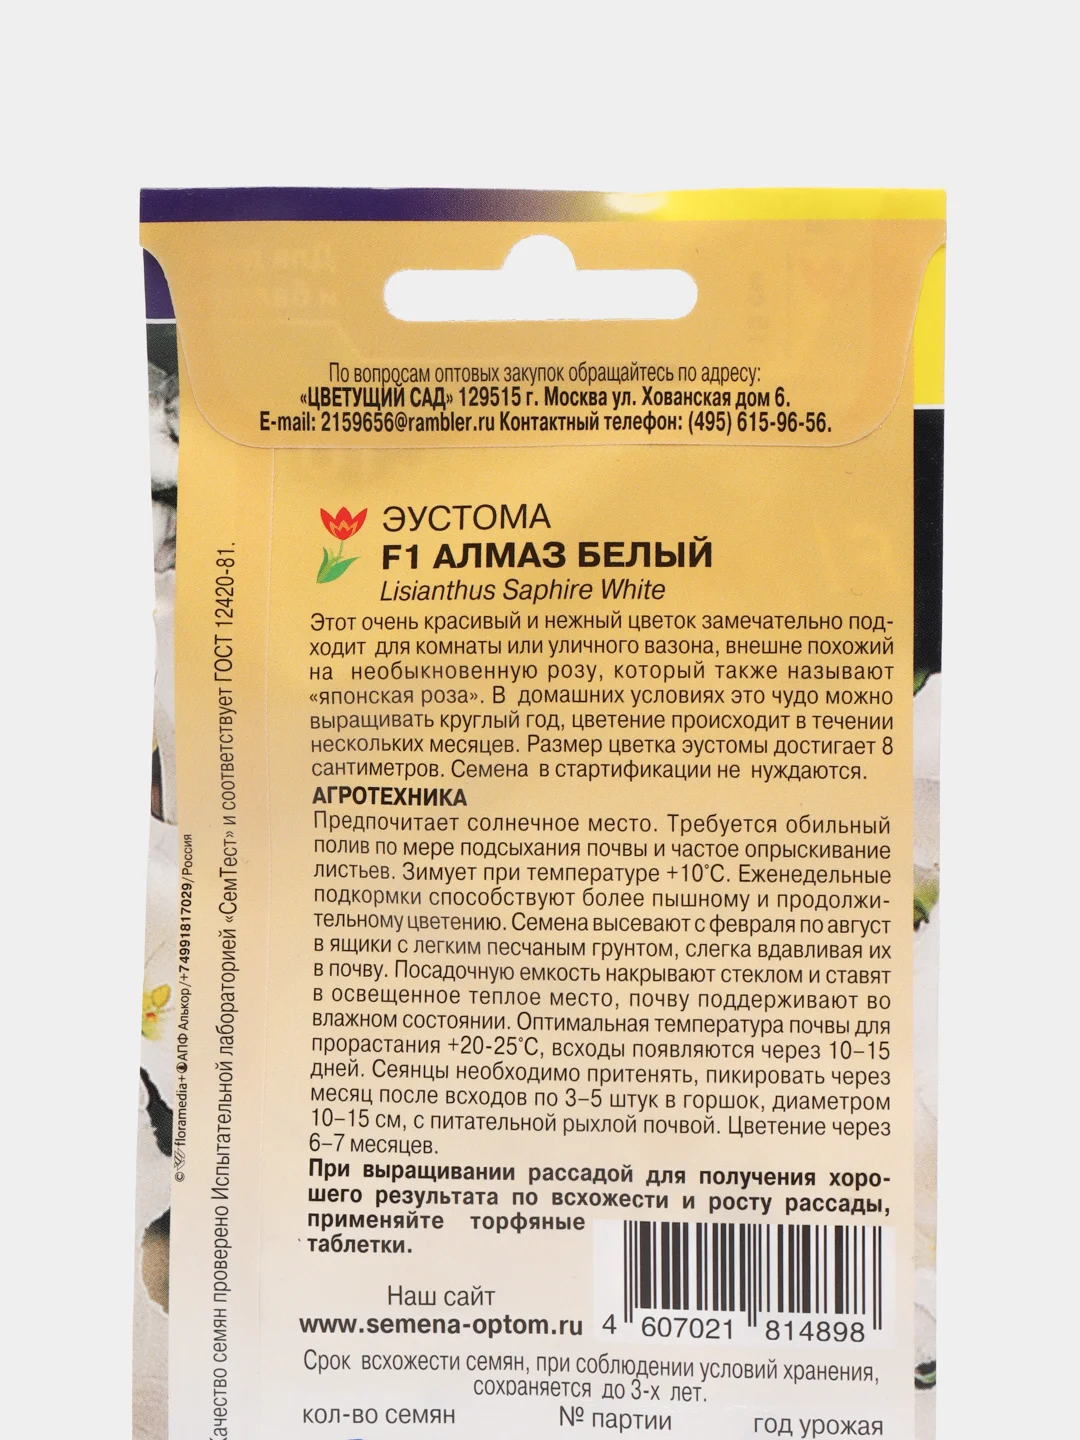 По вопросам оптовых закупок обращайтесь по адресу:
«ЦВЕТУЩИЙ САД» 129515 г. Москва ул. Хованская дом 6.
E-mail: 2159656@rambler.ru Контактный телефон: (495) 615-96-56.
ЭУСТОМА
F1 АЛМАЗ БЕЛЫЙ
Lisianthus Saphire White
Этот очень красивый и нежный цветок замечательно под-
ходит для комнаты или уличного вазона, внешне похожий
на необыкновенную розу, который также называют
«японская роза». В домашних условиях это чудо можно
выращивать круглый год, цветение происходит в течении
нескольких месяцев. Размер цветка эустомы достигает 8
сантиметров. Семена в стартификации не нуждаются.
АГРОТЕХНИКА
Предпочитает солнечное место. Требуется обильный
полив по мере подсыхания почвы и частое опрыскивание
листьев. Зимует при температуре +10°С. Еженедельные
подкормки способствуют более пышному и продолжи-
тельному цветению. Семена высевают с февраля по август
в ящики с легким песчаным грунтом, слегка вдавливая их
в почву. Посадочную емкость накрывают стеклом и ставят
в освещенное теплое место, почву поддерживают во
влажном состоянии. Оптимальная температура почвы для
прорастания +20-25°С, всходы появляются через 10–15
дней. Сеянцы необходимо притенять, пикировать через
месяц после всходов по 3–5 штук в горшок, диаметром
10–15 см, с питательной рыхлой почвой. Цветение через
6–7 месяцев.
При выращивании рассадой для получения хоро-
шего результата по всхожести и росту рассады,
применяйте торфяные
таблетки.
Наш сайт
www.semena-optom.ru
4 607021 814898
Срок всхожести семян, при соблюдении условий хранения,
сохраняется до 3-х лет.
кол-во семян № партии год урожая
Качество семян проверено Испытательной лабораторией «СемТест» и соответствует ГОСТ 12420-81.
© floramedia+ АПФ Алькор/+74991817029/Россия